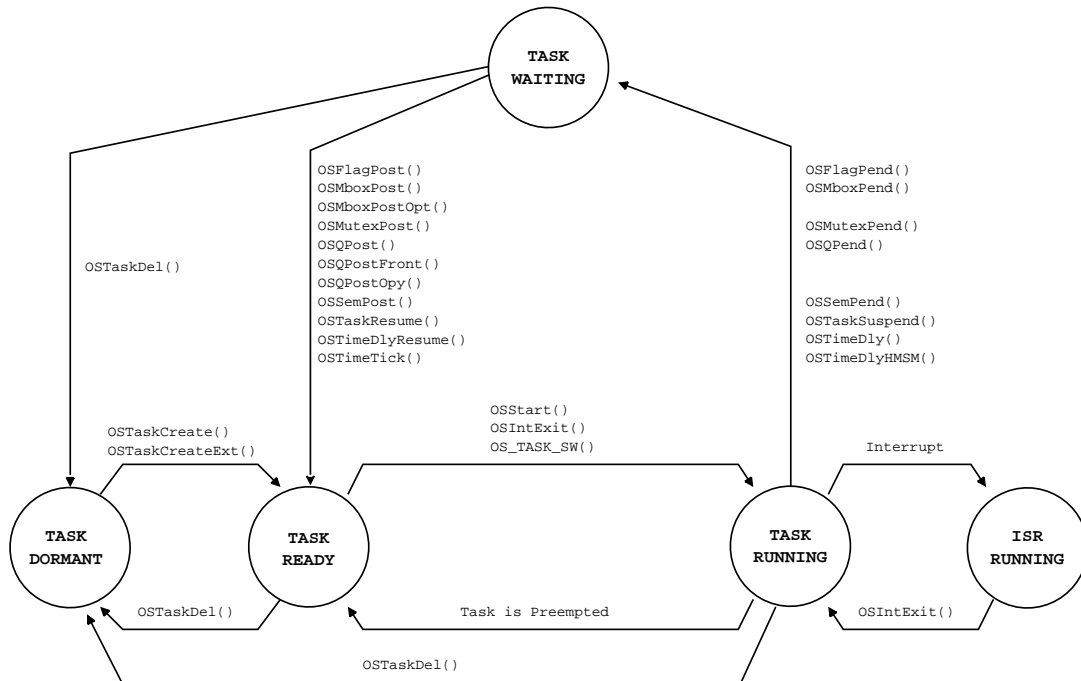 TASK
WAITING
OSFlagPost()
OSMboxPost()
OSMboxPostOpt()
OSMutexPost()
OSQPost()
OSQPostFront()
OSQPostOpy()
OSSemPost()
OSTaskResume()
OSTimeDlyResume()
OSTimeTick()
OSFlagPend()
OSMboxPend()
OSMutexPend()
OSQPend()
OSSemPend()
OSTaskSuspend()
OSTimeDly()
OSTimeDlyHMSM()
OSTaskDel()
OSTaskCreate()
OSTaskCreateExt()
OSStart()
OSIntExit()
OS_TASK_SW()
Interrupt
TASK
DORMANT
TASK
READY
TASK
RUNNING
ISR
RUNNING
OSTaskDel()
Task is Preempted
OSIntExit()
OSTaskDel()